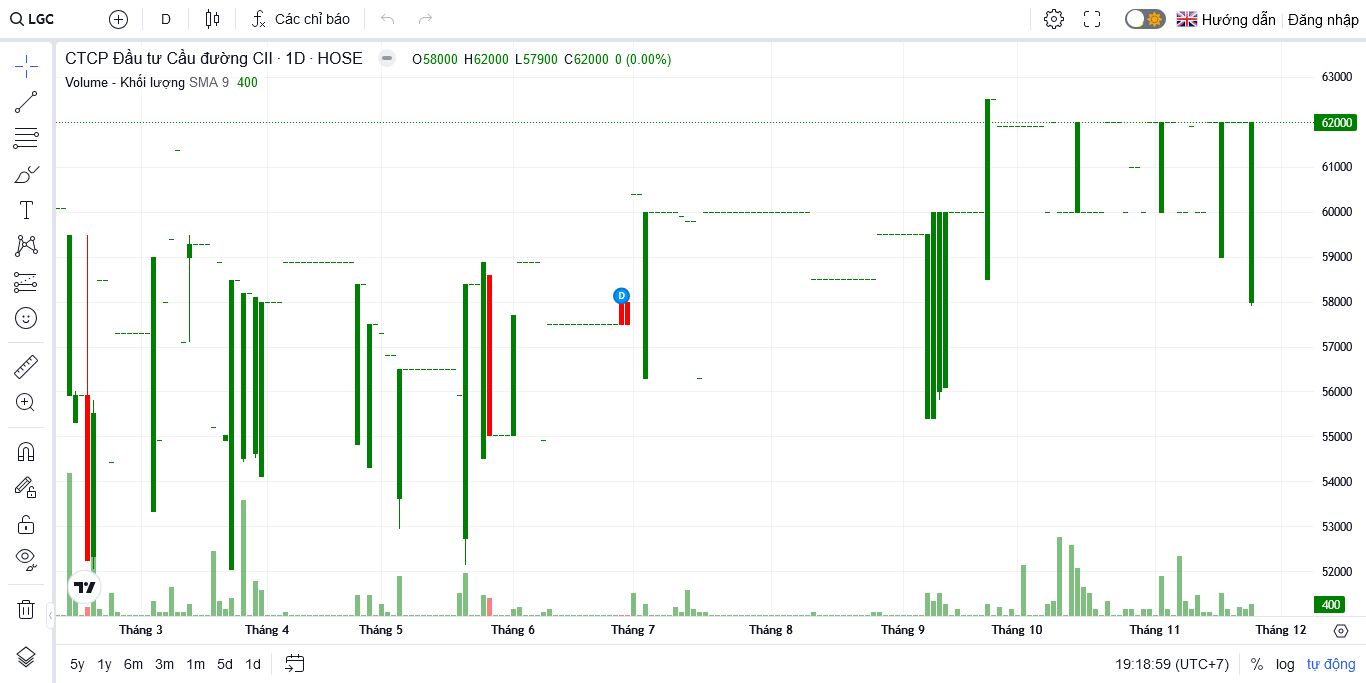 LGC D Các chỉ báo Hướng dẫn Đăng nhập
CTCP Đầu tư Cầu đường CII · 1D · HOSE O58000 H62000 L57900 C62000 0 (0.00%)
Volume - Khối lượng SMA 9 400
63000
62000
61000
60000
59000
58000
57000
56000
55000
54000
53000
52000
400
D
Tháng 3 Tháng 4 Tháng 5 Tháng 6 Tháng 7 Tháng 8 Tháng 9 Tháng 10 Tháng 11 Tháng 12
5y 1y 6m 3m 1m 5d 1d 19:18:59 (UTC+7) % log tự động